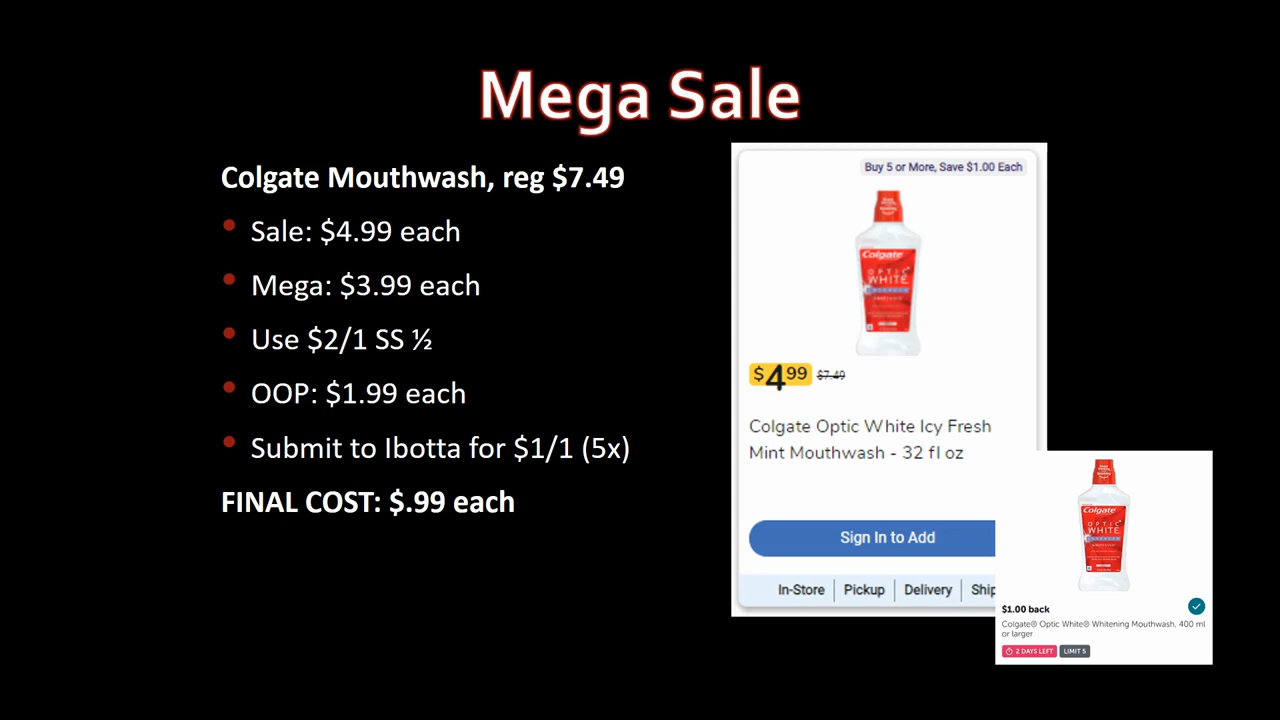 Mega Sale
Colgate Mouthwash, reg $7.49
• Sale: $4.99 each
• Mega: $3.99 each
• Use $2/1 SS ½
• OOP: $1.99 each
• Submit to Ibotta for $1/1 (5x)
FINAL COST: $.99 each
Buy 5 or More, Save $1.00 Each
Colgate
OPTIC
WHITE
$4.99 $7.49
Colgate Optic White Icy Fresh
Mint Mouthwash - 32 fl oz
Sign In to Add
In-Store Pickup Delivery Ship
Colgate
OPTIC
WHITE
$1.00 back
Colgate® Optic White® Whitening Mouthwash, 400 ml
or larger
2 DAYS LEFT LIMIT 5